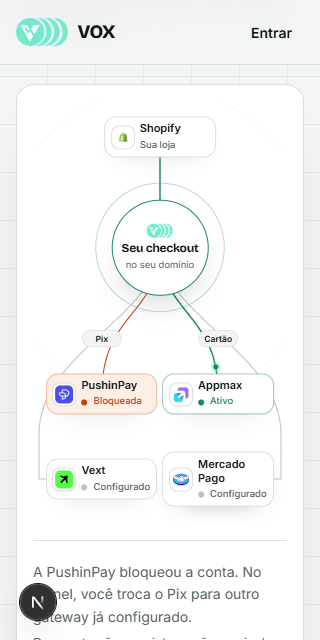 VOX
Entrar
Shopify
Sua loja
Seu checkout
no seu domínio
Pix
Cartão
PushinPay
Bloqueada
Appmax
Ativo
Vext
Configurado
Mercado
Pago
Configurado
A PushinPay bloqueou a conta. No
você troca o Pix para outro
gateway já configurado.